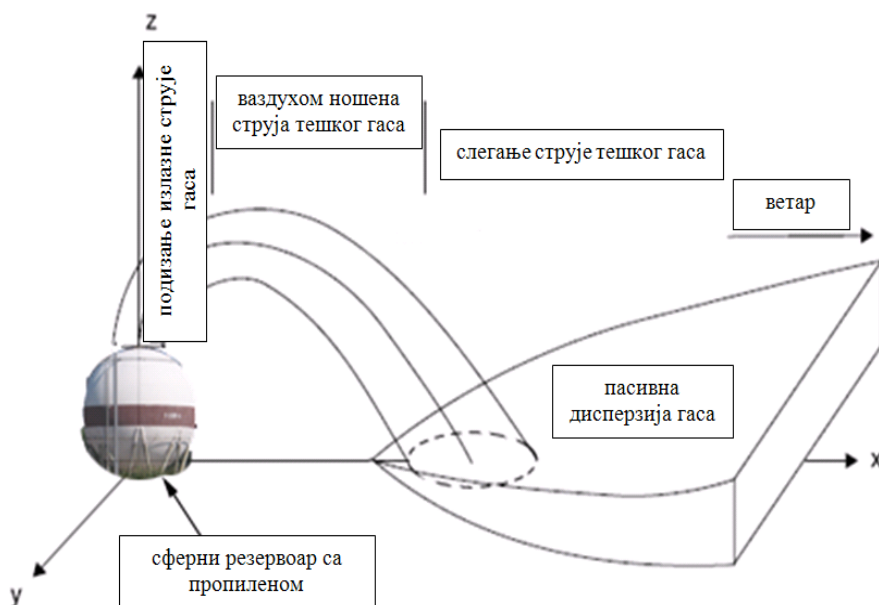 z
подизање излазне струје
гаса
ваздухом ношена
струја тешког гаса
слегање струје тешког гаса
ветар
пасивна
дисперзија гаса
x
сферни резервоар са
пропиленом
y